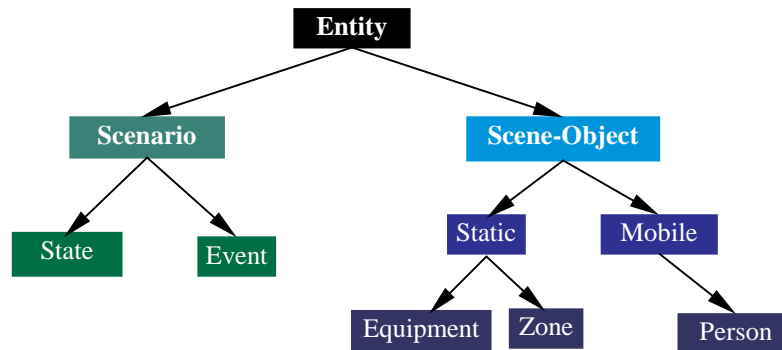 Entity
Scenario
Scene-Object
State
Event
Static
Mobile
Equipment
Zone
Person